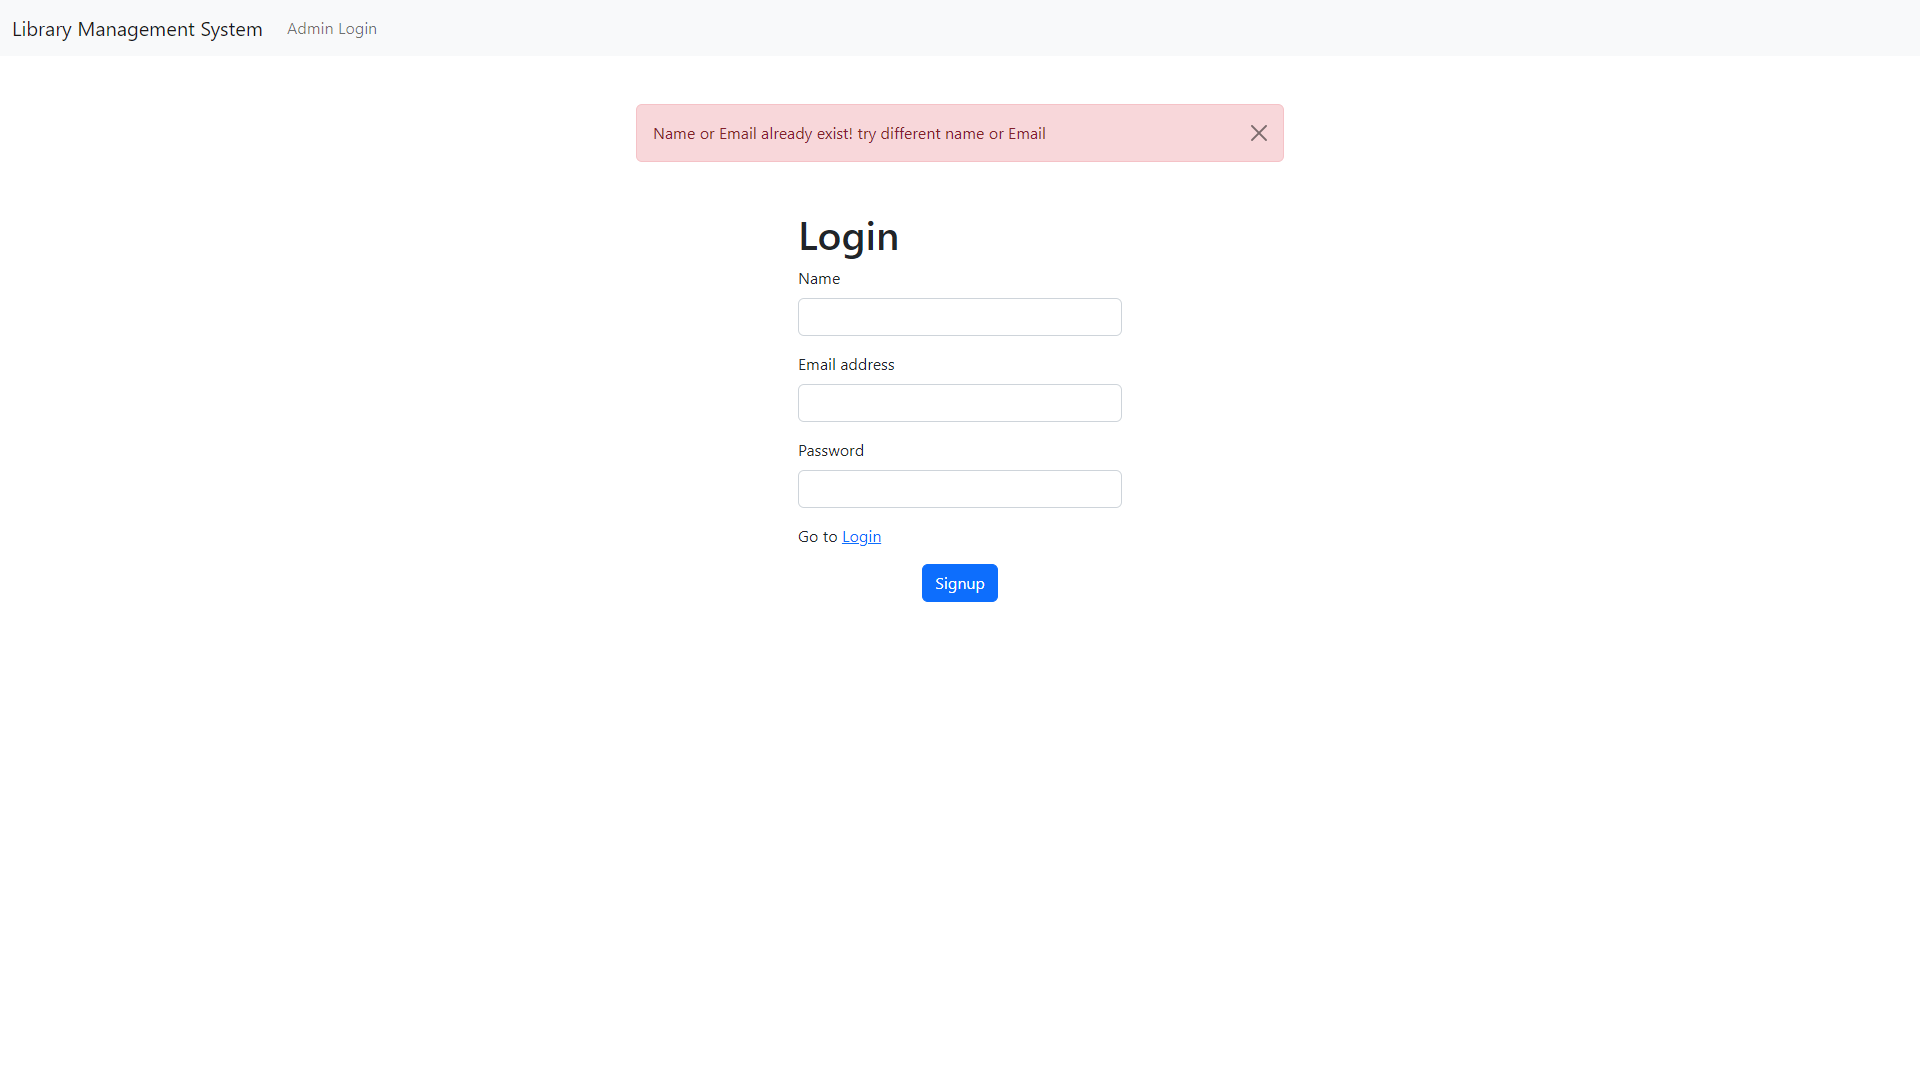 Library Management System Admin Login
Name or Email already exist! try different name or Email
Login
Name
Email address
Password
Go to Login
Signup